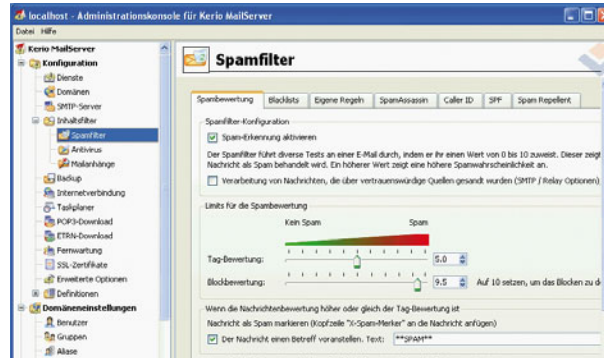 localhost - Administrationskonsole für Kerio MailServer
Datei Hilfe
Kerio MailServer
Konfiguration
Dienste
Domänen
SMTP-Server
Inhaltsfilter
Spamfilter
Antivirus
Mailanhänge
Backup
Internetverbindung
Taskplaner
POP3-Download
ETRN-Download
Fernwartung
SSL-Zertifikate
Erweiterte Optionen
Definitionen
Domäneneinstellungen
Benutzer
Gruppen
Aliase
Spamfilter
Spambewertung Blacklists Eigene Regeln SpamAssassin Caller ID SPF Spam Repellent
Spamfilter-Konfiguration
Spam-Erkennung aktivieren
Der Spamfilter führt diverse Tests an einer E-Mail durch, indem er ihr einen Wert von 0 bis 10 zuweist. Dieser zeigt
Nachricht als Spam behandelt wird. Ein höherer Wert zeigt eine höhere Spamwahrscheinlichkeit an.
Verarbeitung von Nachrichten, die über vertrauenswürdige Quellen gesandt wurden (SMTP / Relay Optionen)
Limits für die Spambewertung
Kein Spam Spam
Tag-Bewertung: 5.0
Blockbewertung: 9.5 Auf 10 setzen, um das Blocken zu d
Wenn die Nachrichtenbewertung höher oder gleich der Tag-Bewertung ist
Nachricht als Spam markieren (Kopfzeile "X-Spam-Merker" an die Nachricht anfügen)
Der Nachricht einen Betreff voranstellen. Text: **SPAM**